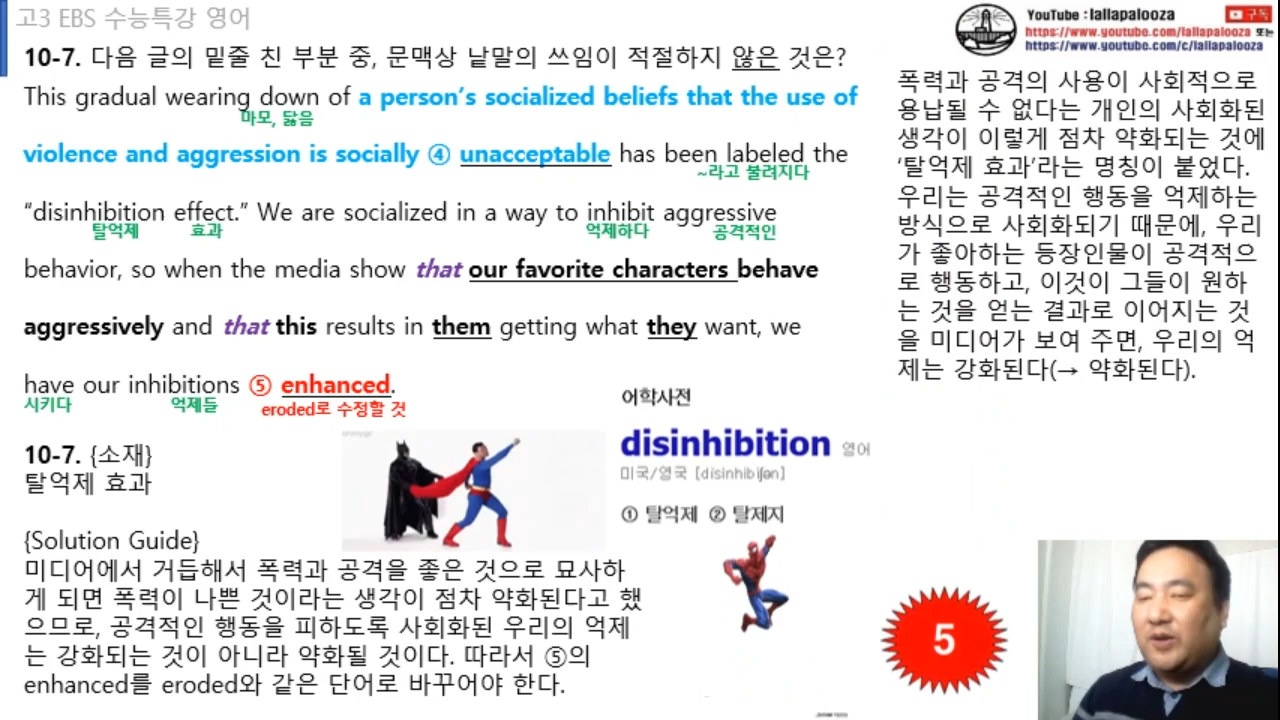 고3 EBS 수능특강 영어
YouTube : lallapalooza
구독
https://www.youtube.com/lallapalooza 또는
https://www.youtube.com/c/lallapalooza
10-7. 다음 글의 밑줄 친 부분 중, 문맥상 낱말의 쓰임이 적절하지 않은 것은?
This gradual wearing down of a person's socialized beliefs that the use of
마모, 닳음
violence and aggression is socially ④ unacceptable has been labeled the
~라고 불려지다
“disinhibition effect.” We are socialized in a way to inhibit aggressive
탈억제 효과 억제하다 공격적인
behavior, so when the media show that our favorite characters behave
aggressively and that this results in them getting what they want, we
have our inhibitions ⑤ enhanced.
시키다 억제들 eroded로 수정할 것
폭력과 공격의 사용이 사회적으로
용납될 수 없다는 개인의 사회화된
생각이 이렇게 점차 약화되는 것에
‘탈억제 효과’라는 명칭이 붙었다.
우리는 공격적인 행동을 억제하는
방식으로 사회화되기 때문에, 우리
가 좋아하는 등장인물이 공격적으
로 행동하고, 이것이 그들이 원하
는 것을 얻는 결과로 이어지는 것
을 미디어가 보여 주면, 우리의 억
제는 강화된다(→ 약화된다).
어학사전
disinhibition 영어
미국/영국 [disinhibíʃən]
① 탈억제 ② 탈제지
10-7. {소재}
탈억제 효과
{Solution Guide}
미디어에서 거듭해서 폭력과 공격을 좋은 것으로 묘사하
게 되면 폭력이 나쁜 것이라는 생각이 점차 약화된다고 했
으므로, 공격적인 행동을 피하도록 사회화된 우리의 억제
는 강화되는 것이 아니라 약화될 것이다. 따라서 ⑤의
enhanced를 eroded와 같은 단어로 바꾸어야 한다.
5